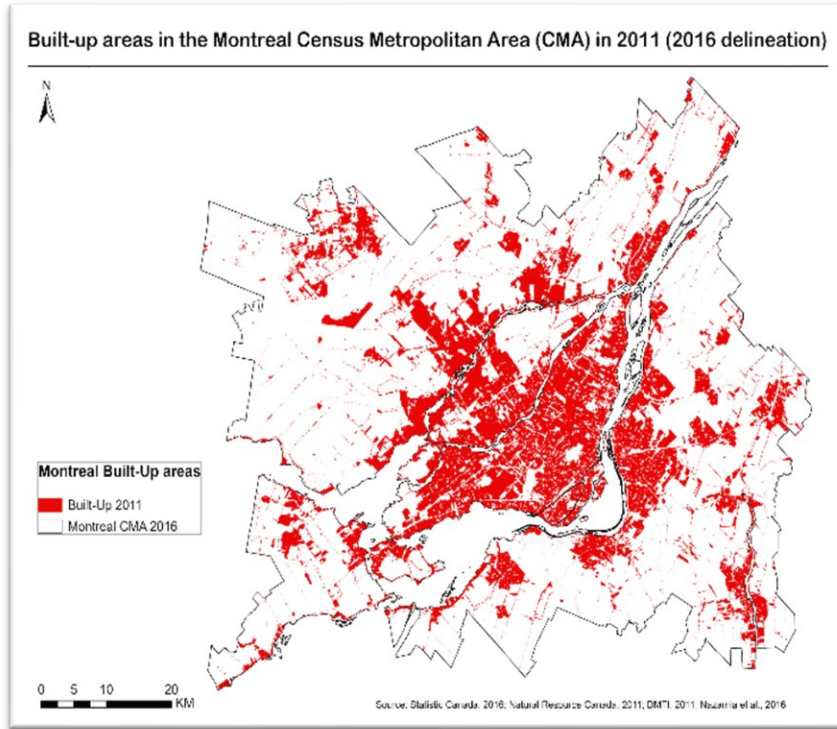 Built-up areas in the Montreal Census Metropolitan Area (CMA) in 2011 (2016 delineation)
N
Montreal Built-Up areas
Built-Up 2011
Montreal CMA 2016
0 5 10 20
KM
Source: Statistic Canada, 2016; Natural Resource Canada, 2011; DMTI, 2011; Nazarnia et al., 2016